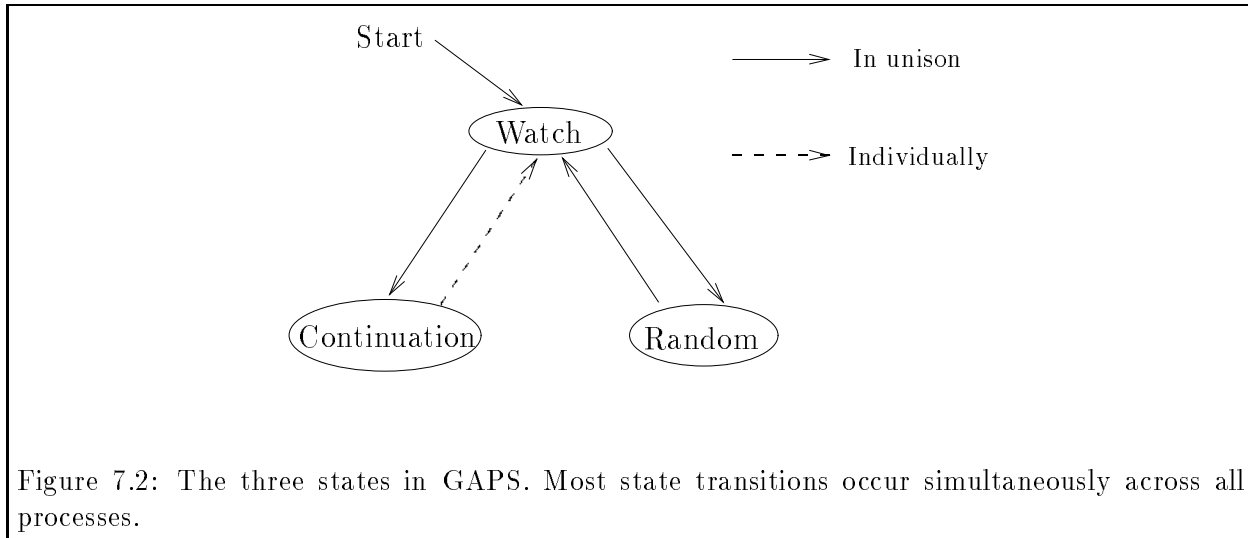 Start
In unison
Watch
Individually
Continuation
Random
Figure 7.2: The three states in GAPS. Most state transitions occur simultaneously across all
processes.